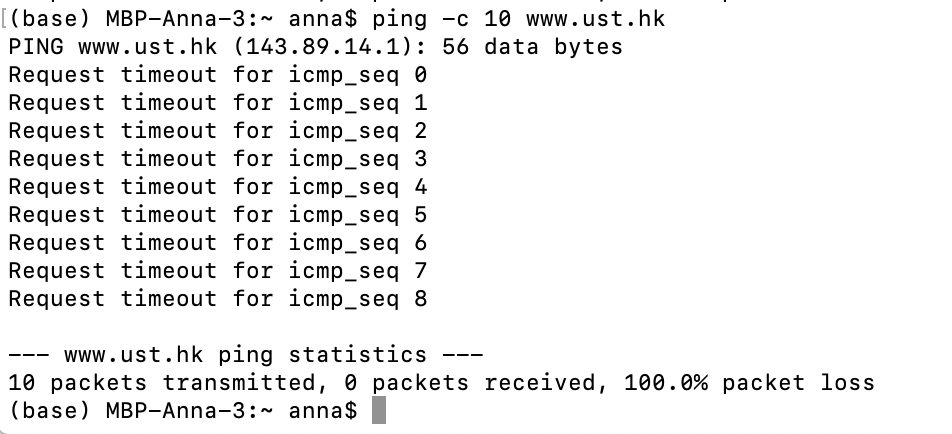 [(base) MBP-Anna-3:~ anna$ ping -c 10 www.ust.hk
PING www.ust.hk (143.89.14.1): 56 data bytes
Request timeout for icmp_seq 0
Request timeout for icmp_seq 1
Request timeout for icmp_seq 2
Request timeout for icmp_seq 3
Request timeout for icmp_seq 4
Request timeout for icmp_seq 5
Request timeout for icmp_seq 6
Request timeout for icmp_seq 7
Request timeout for icmp_seq 8
--- www.ust.hk ping statistics ---
10 packets transmitted, 0 packets received, 100.0% packet loss
(base) MBP-Anna-3:~ anna$